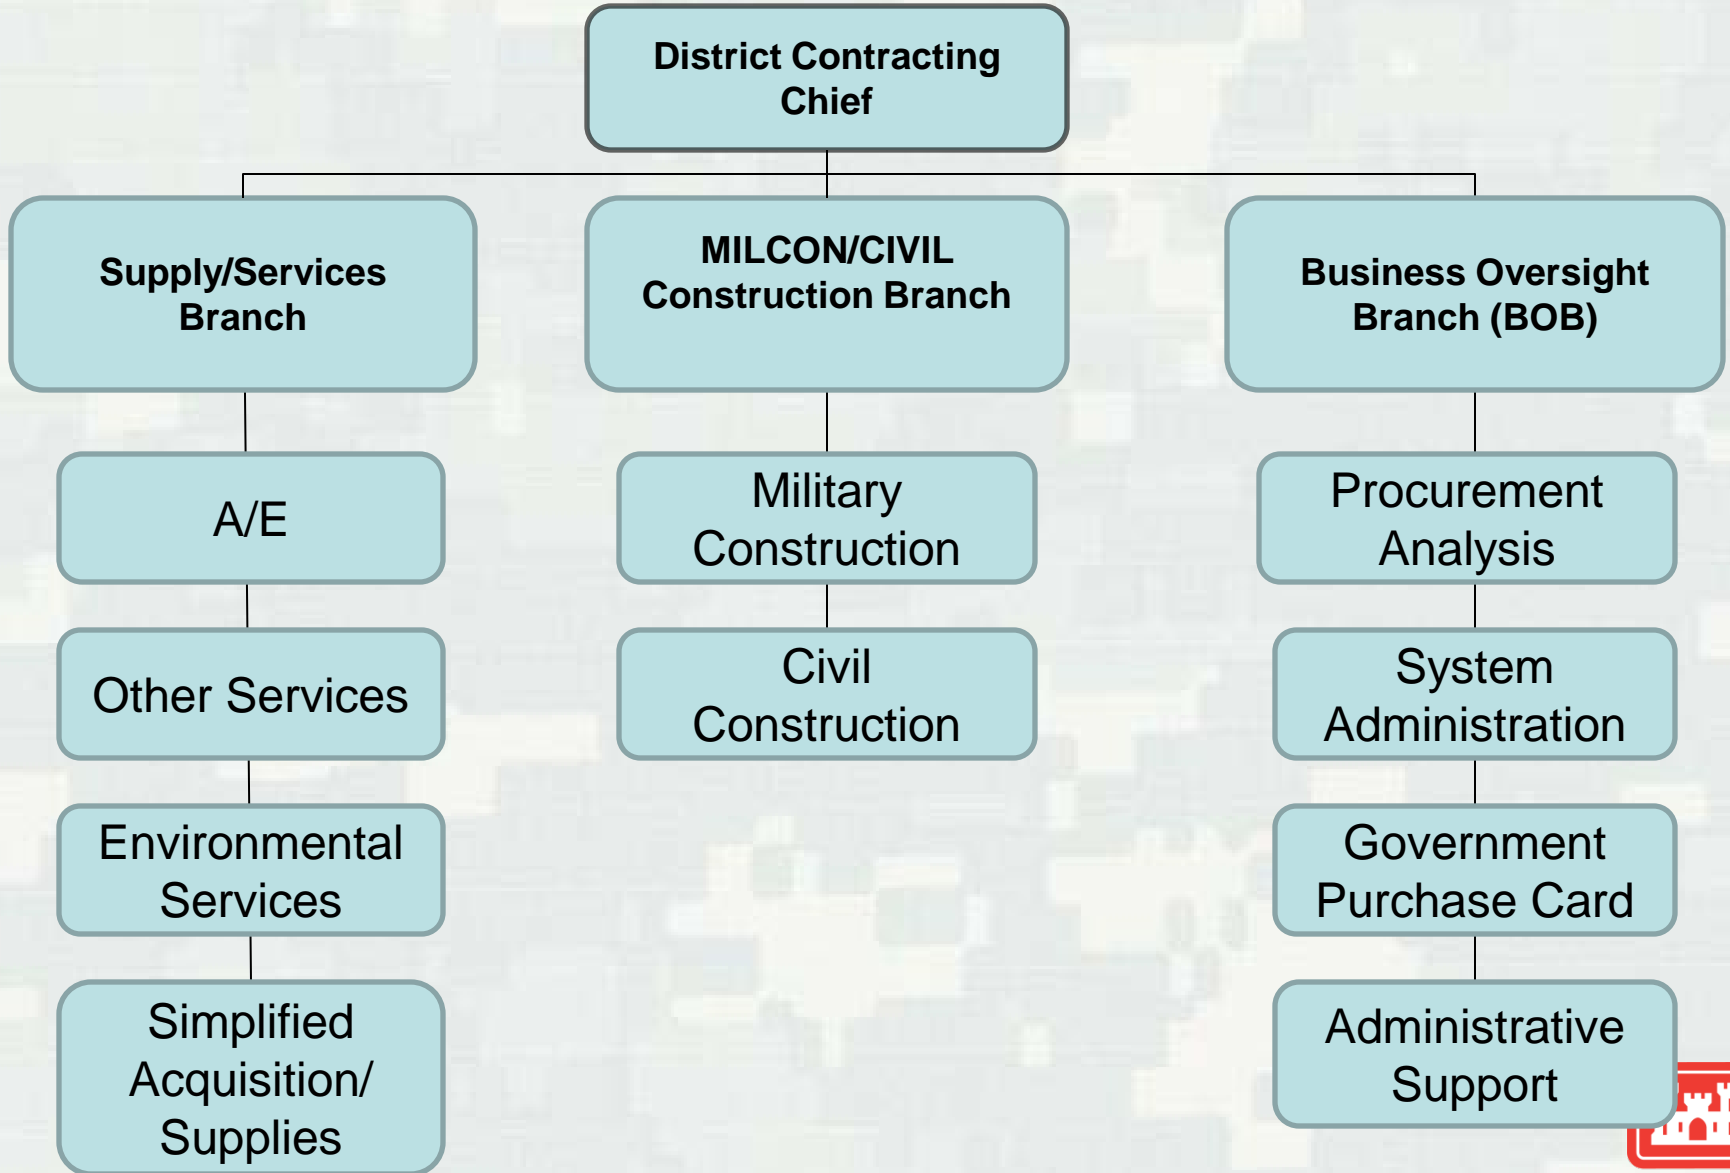 District Contracting
Chief
Supply/Services
Branch
MILCON/CIVIL
Construction Branch
Business Oversight
Branch (BOB)
A/E
Military
Construction
Procurement
Analysis
Other Services
Civil
Construction
System
Administration
Environmental
Services
Government
Purchase Card
Simplified
Acquisition/
Supplies
Administrative
Support